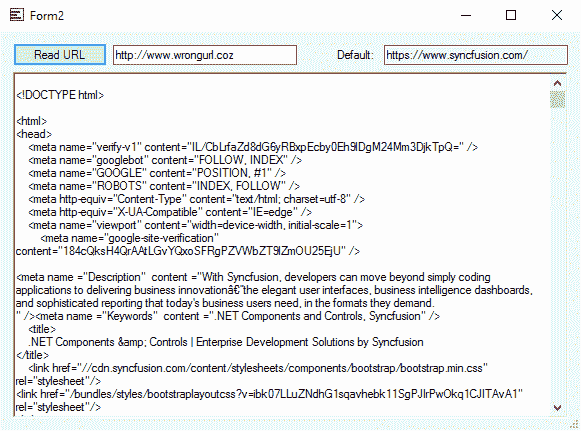 Form2
Read URL http://www.wrongurl.coz Default: https://www.syncfusion.com/
<!DOCTYPE html>
<html>
<head>
<meta name="verify-v1" content="IL/CbLrfaZd8dG6yRBxpEcby0Eh9lDgM24Mm3DjkTpQ=" />
<meta name="googlebot" content="FOLLOW, INDEX" />
<meta name="GOOGLE" content="POSITION, #1" />
<meta name="ROBOTS" content="INDEX, FOLLOW" />
<meta http-equiv="Content-Type" content="text/html; charset=utf-8" />
<meta http-equiv="X-UA-Compatible" content="IE=edge" />
<meta name="viewport" content="width=device-width, initial-scale=1">
<meta name="google-site-verification"
content="184cQksH4QrAAtLGvYQxoSFRgPZVWbZT9lZmOU25EjU" />
<meta name ="Description"  content ="With Syncfusion, developers can move beyond simply coding
applications to delivering business innovationâ€"the elegant user interfaces, business intelligence dashboards,
and sophisticated reporting that today's business users need, in the formats they demand.
" /><meta name ="Keywords"  content =".NET Components and Controls, Syncfusion" />
<title>
.NET Components &amp; Controls | Enterprise Development Solutions by Syncfusion
</title>
<link href="//cdn.syncfusion.com/content/stylesheets/components/bootstrap/bootstrap.min.css"
rel="stylesheet"/>
<link href="/bundles/styles/bootstraplayoutcss?v=ibk07LLuZNdhG1sqavhebk11SgPJlrPwOkq1CJITAvA1"
rel="stylesheet"/>